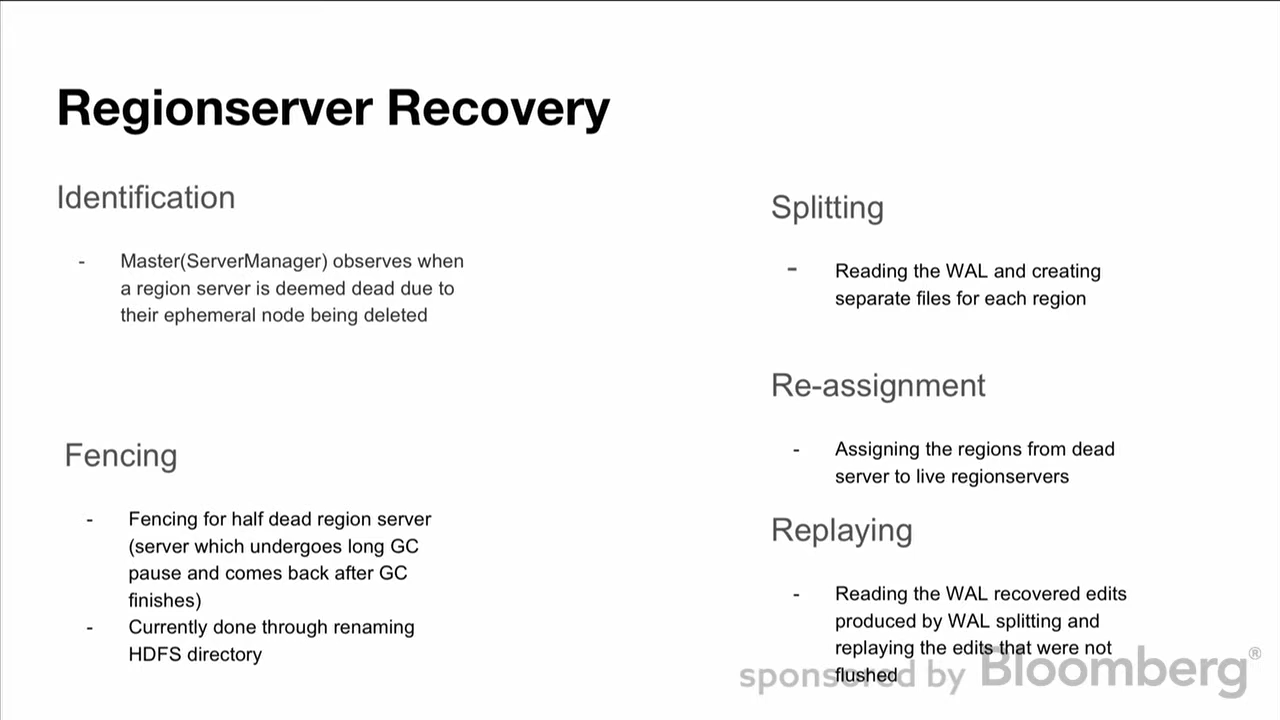 Regionserver Recovery
Identification
- Master(ServerManager) observes when
a region server is deemed dead due to
their ephemeral node being deleted
Fencing
- Fencing for half dead region server
(server which undergoes long GC
pause and comes back after GC
finishes)
- Currently done through renaming
HDFS directory
Splitting
- Reading the WAL and creating
separate files for each region
Re-assignment
- Assigning the regions from dead
server to live regionservers
Replaying
- Reading the WAL recovered edits
produced by WAL splitting and
replaying the edits that were not
flushed
sponsored by Bloomberg®